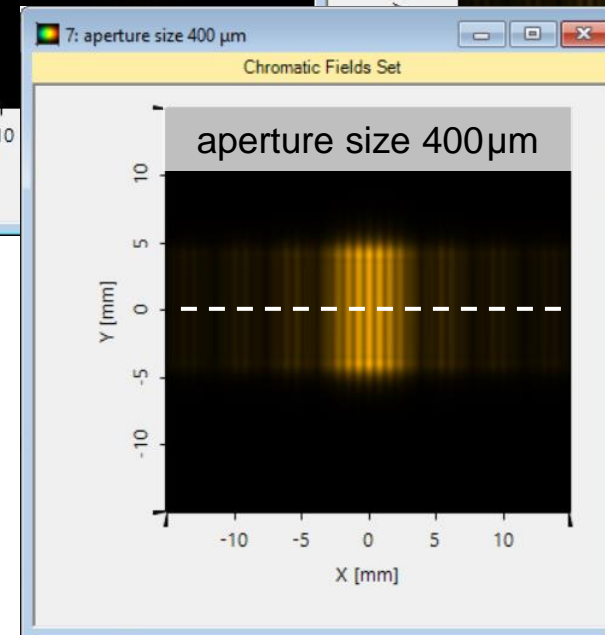 7: aperture size 400 µm
Chromatic Fields Set
aperture size 400µm
10
5
0
-5
-10
Y [mm]
-10 -5 0 5 10
X [mm]
10